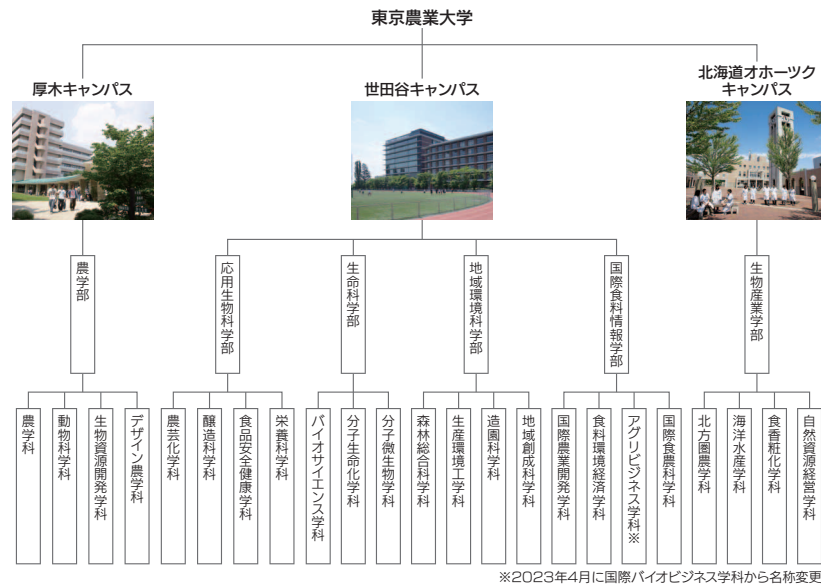 東京農業大学
厚木キャンパス
世田谷キャンパス
北海道オホーツク
キャンパス
農学部
応用生物科学部
生命科学部
地域環境科学部
国際食料情報学部
生物産業学部
農学科
動物科学科
生物資源開発学科
デザイン農学科
農芸化学科
醸造科学科
食品安全健康学科
栄養科学科
バイオサイエンス学科
分子生命化学科
分子微生物学科
森林総合科学科
生産環境工学科
造園科学科
地域創成科学科
国際農業開発学科
食料環境経済学科
アグリビジネス学科※
国際食農科学科
北方圏農学科
海洋水産学科
食香粧化学科
自然資源経営学科
※2023年4月に国際バイオビジネス学科から名称変更